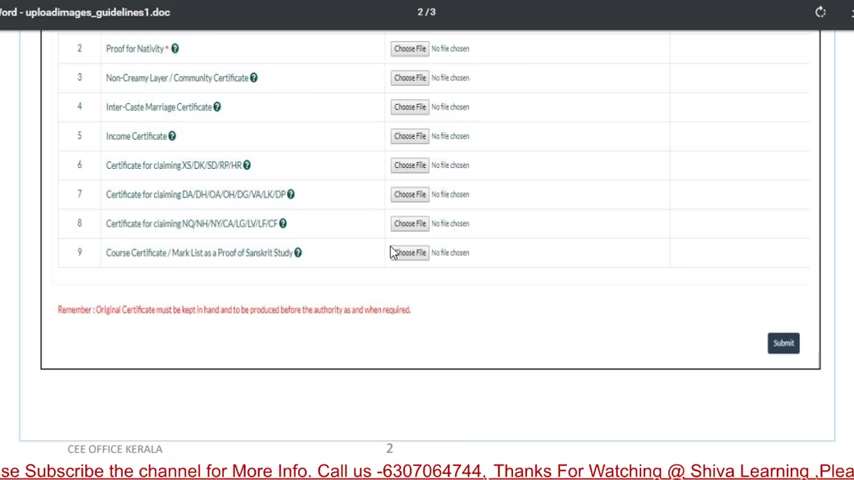 ord - uploadimages_guidelines1.doc 2 / 3
2 Proof for Nativity * ? Choose File No file chosen
3 Non-Creamy Layer / Community Certificate ? Choose File No file chosen
4 Inter-Caste Marriage Certificate ? Choose File No file chosen
5 Income Certificate ? Choose File No file chosen
6 Certificate for claiming XS/DK/SD/RP/HR ? Choose File No file chosen
7 Certificate for claiming DA/DH/OA/OH/DG/VA/LK/DP ? Choose File No file chosen
8 Certificate for claiming NQ/NH/NY/CA/LG/LV/LF/CF ? Choose File No file chosen
9 Course Certificate / Mark List as a Proof of Sanskrit Study ? Choose File No file chosen
Remember : Original Certificate must be kept in hand and to be produced before the authority as and when required.
Submit
CEE OFFICE KERALA 2
se Subscribe the channel for More Info. Call us -6307064744, Thanks For Watching @ Shiva Learning ,Plea